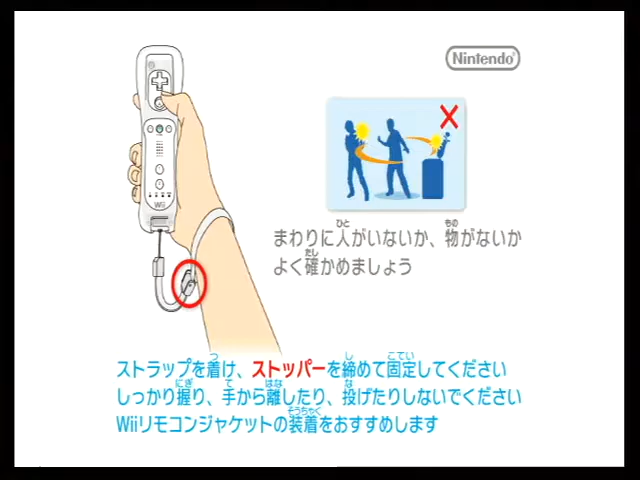 Nintendo
まわりに人がいないか、物がないか
よく確かめましょう
ストラップを着け、ストッパーを締めて固定してください
しっかり握り、手から離したり、投げたりしないでください
Wiiリモコンジャケットの装着をおすすめします
Wii